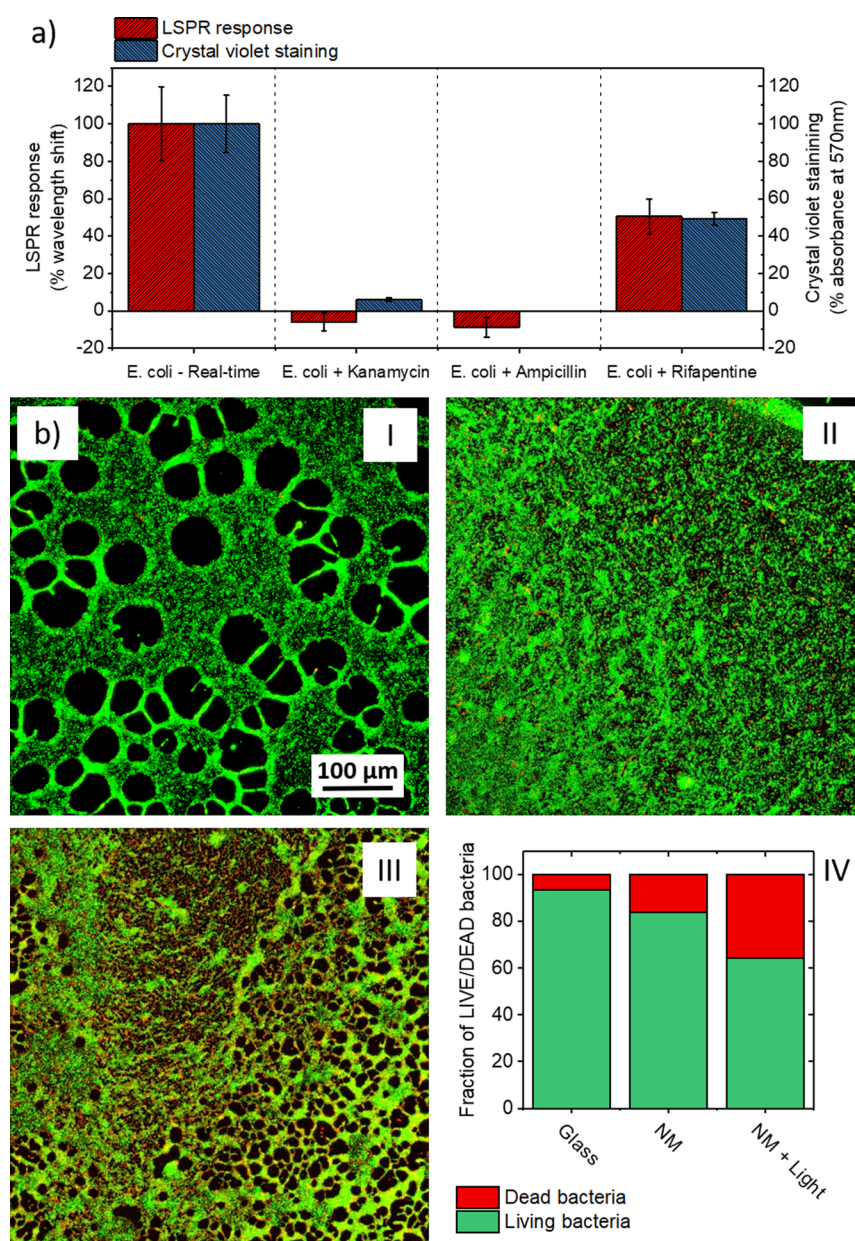 a)
LSPR response
Crystal violet staining
120
100
80
60
40
20
0
-20
LSPR response
(% wavelength shift)
120
100
80
60
40
20
0
-20
Crystal violet stainining
(% absorbance at 570nm)
E. coli - Real-time
E. coli + Kanamycin
E. coli + Ampicillin
E. coli + Rifapentine
b)
I
100 µm
II
III
IV
Fraction of LIVE/DEAD bacteria
100
80
60
40
20
0
Glass
NM
NM + Light
Dead bacteria
Living bacteria